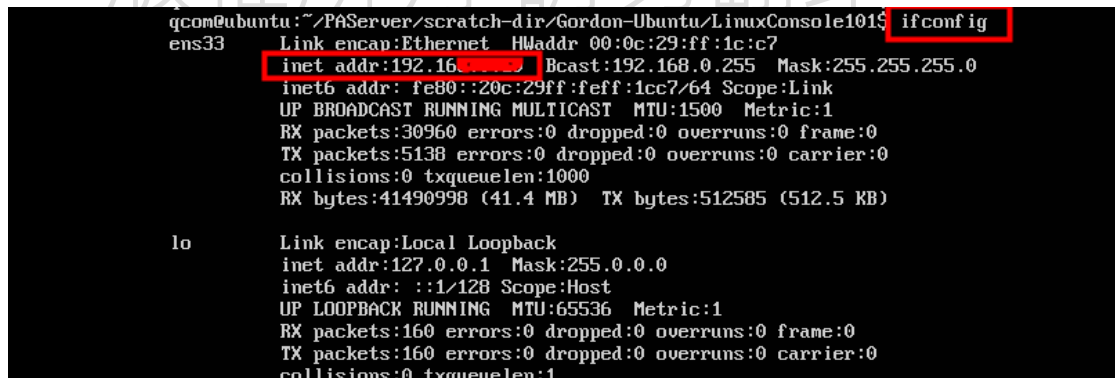 qcom@ubuntu:~/PAServer/scratch-dir/Gordon-Ubuntu/LinuxConsole101$ ifconfig
ens33 Link encap:Ethernet HWaddr 00:0c:29:ff:1c:c7
inet addr:192.16 Bcast:192.168.0.255 Mask:255.255.255.0
inet6 addr: fe80::20c:29ff:feff:1cc7/64 Scope:Link
UP BROADCAST RUNNING MULTICAST MTU:1500 Metric:1
RX packets:30960 errors:0 dropped:0 overruns:0 frame:0
TX packets:5138 errors:0 dropped:0 overruns:0 carrier:0
collisions:0 txqueuelen:1000
RX bytes:41490998 (41.4 MB) TX bytes:512585 (512.5 KB)
lo Link encap:Local Loopback
inet addr:127.0.0.1 Mask:255.0.0.0
inet6 addr: ::1/128 Scope:Host
UP LOOPBACK RUNNING MTU:65536 Metric:1
RX packets:160 errors:0 dropped:0 overruns:0 frame:0
TX packets:160 errors:0 dropped:0 overruns:0 carrier:0
collisions:0 txqueuelen:1